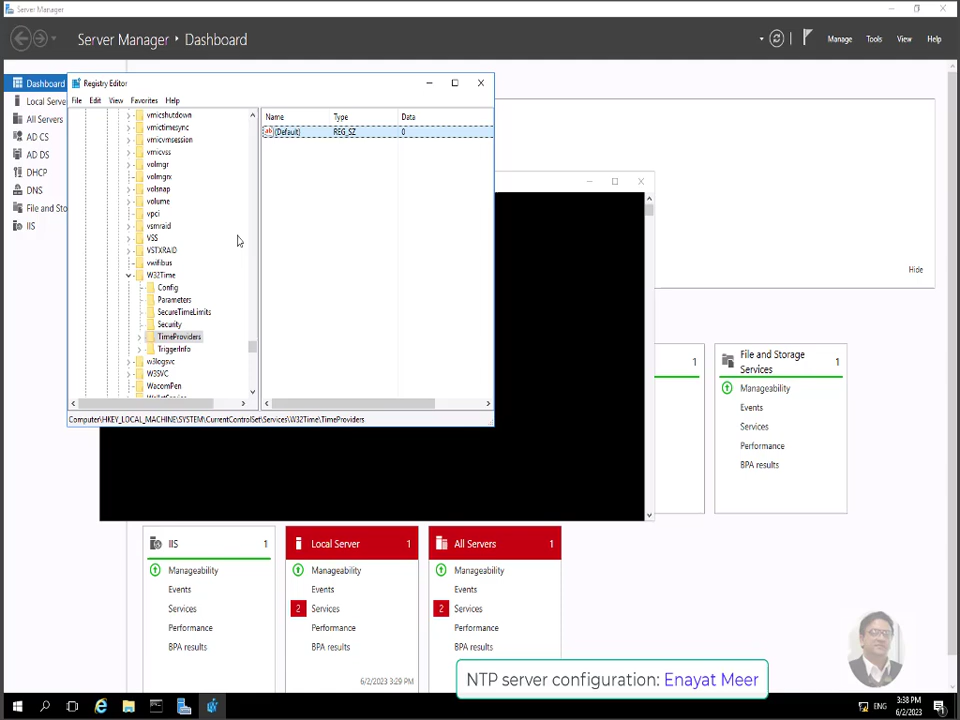 Server Manager
Server Manager ‣ Dashboard
Manage Tools View Help
Dashboard
Local Serve
All Servers
AD CS
AD DS
DHCP
DNS
File and Sto
IIS
Registry Editor
File Edit View Favorites Help
vmicshutdown
vmictimesync
vmicvmsession
vmicvss
volmgr
volmgrx
volsnap
volume
vpci
vsmraid
VSS
VSTXRAID
vwifibus
W32Time
Config
Parameters
SecureTimeLimits
Security
TimeProviders
TriggerInfo
w3logsvc
W3SVC
WacomPen
WalletService
Name Type Data
ab (Default) REG_SZ 0
Computer\HKEY_LOCAL_MACHINE\SYSTEM\CurrentControlSet\Services\W32Time\TimeProviders
Hide
1
File and Storage Services 1
Manageability
Events
Services
Performance
BPA results
IIS 1
Manageability
Events
Services
Performance
BPA results
Local Server 1
Manageability
Events
2 Services
Performance
BPA results
6/2/2023 3:29 PM
All Servers 1
Manageability
Events
2 Services
Performance
BPA results
NTP server configuration: Enayat Meer
ENG
3:38 PM
6/2/2023
1